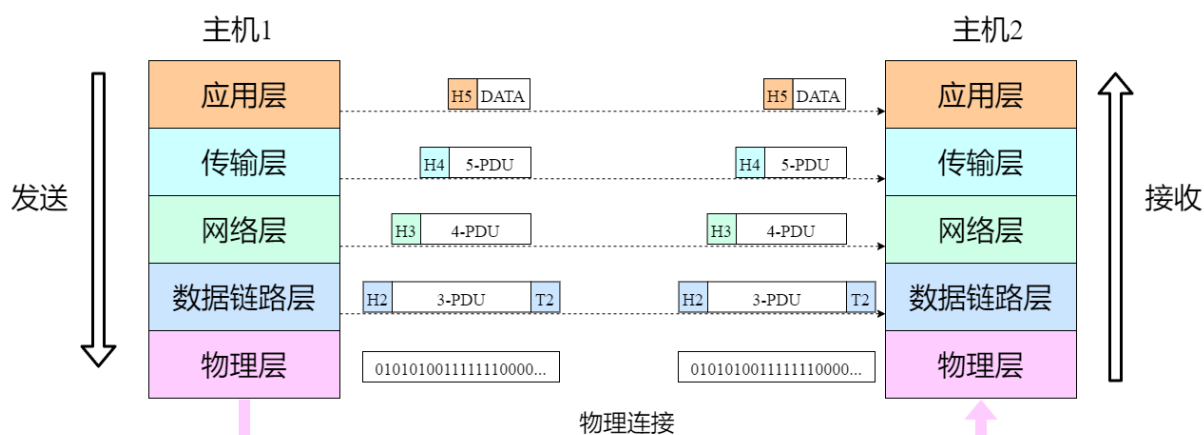 主机1
主机2
应用层
H5 DATA
H5 DATA
应用层
传输层
H4 5-PDU
H4 5-PDU
传输层
发送
接收
网络层
H3 4-PDU
H3 4-PDU
网络层
数据链路层
H2 3-PDU T2
H2 3-PDU T2
数据链路层
物理层
0101010011111110000...
0101010011111110000...
物理层
物理连接